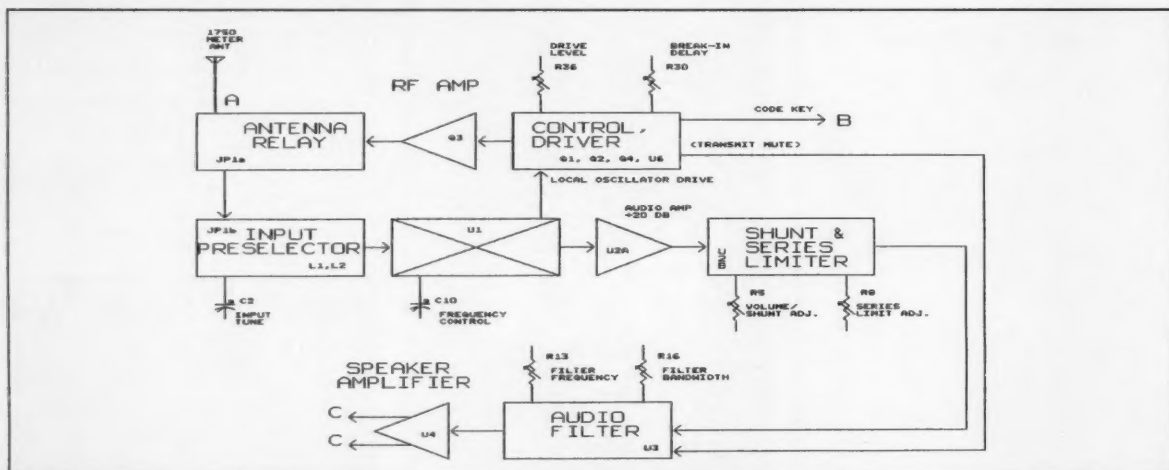 1750
METER
ANT
A
RF AMP
DRIVE
LEVEL
R36
BREAK-IN
DELAY
R30
ANTENNA
RELAY
JP1a
Q3
CONTROL,
DRIVER
Q1, Q2, Q4, U6
CODE KEY
B
(TRANSMIT MUTE)
LOCAL OSCILLATOR DRIVE
JP1b
INPUT
PRESELECTOR
L1,L2
U1
AUDIO AMP
+20 DB
U2A
SHUNT &
SERIES
LIMITER
U2B
C2
INPUT
TUNE
C10
FREQUENCY
CONTROL
R5
VOLUME/
SHUNT ADJ.
R8
SERIES
LIMIT ADJ.
SPEAKER
AMPLIFIER
R13
FILTER
FREQUENCY
R16
FILTER
BANDWIDTH
C
C
U4
AUDIO
FILTER
U3